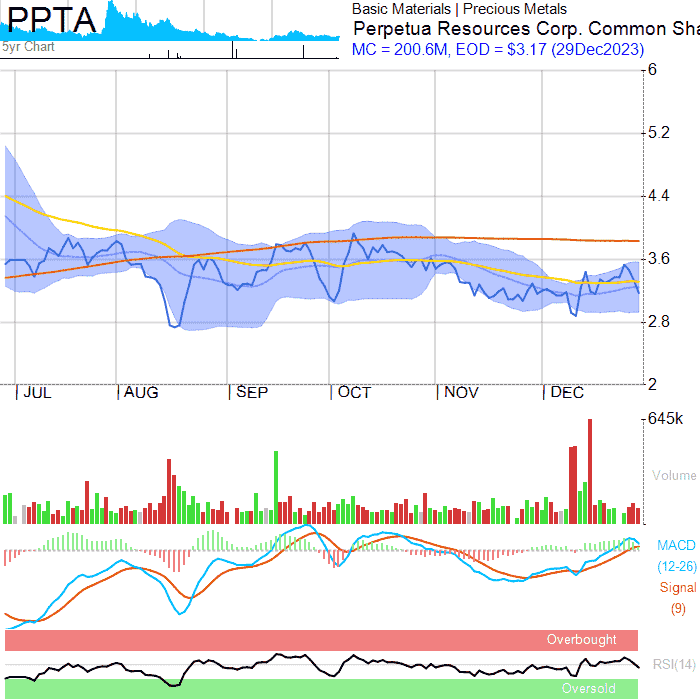 PPTA
5yr Chart
Basic Materials | Precious Metals
Perpetua Resources Corp. Common Sha
MC = 200.6M, EOD = $3.17 (29Dec2023)
6
5.2
4.4
3.6
2.8
2
JUL AUG SEP OCT NOV DEC
645k
Volume
MACD
(12-26)
Signal
(9)
Overbought
RSI(14)
Oversold